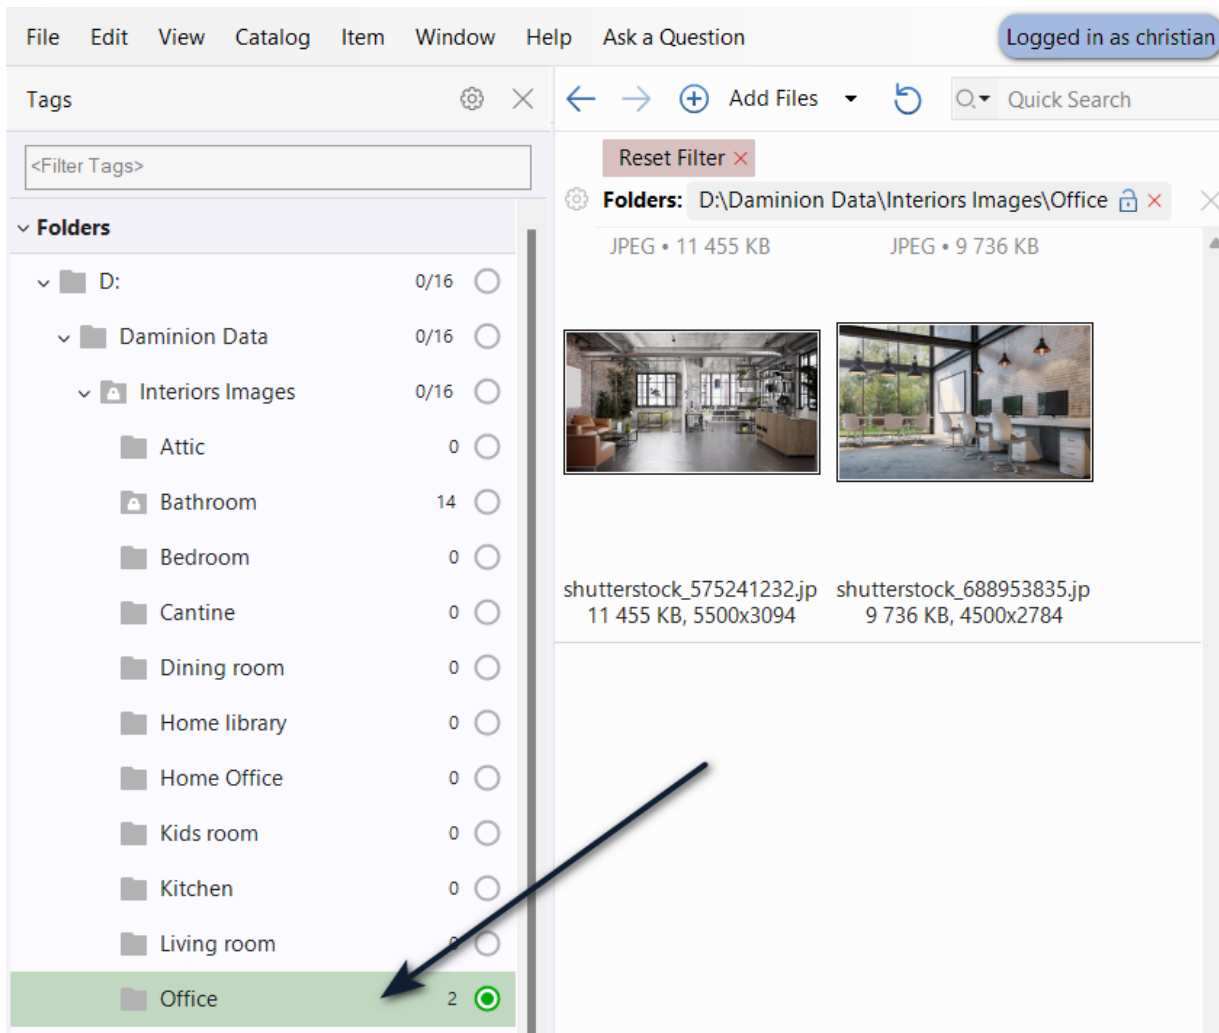 File Edit View Catalog Item Window Help Ask a Question Logged in as christian
Tags
<Filter Tags>
Folders
D: 0/16
Daminion Data 0/16
Interiors Images 0/16
Attic 0
Bathroom 14
Bedroom 0
Cantine 0
Dining room 0
Home library 0
Home Office 0
Kids room 0
Kitchen 0
Living room
Office 2
Add Files Quick Search
Reset Filter
Folders: D:\Daminion Data\Interiors Images\Office
JPEG • 11 455 KB JPEG • 9 736 KB
shutterstock_575241232.jp shutterstock_688953835.jp
11 455 KB, 5500x3094 9 736 KB, 4500x2784